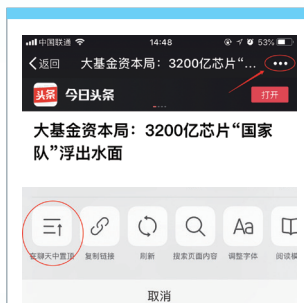 中国联通 14:48 53%
返回 大基金资本局：3200亿芯片“...
头条 今日头条 打开
大基金资本局：3200亿芯片“国家
队”浮出水面
在聊天中置顶 复制链接 刷新 搜索页面内容 调整字体 阅读模
取消